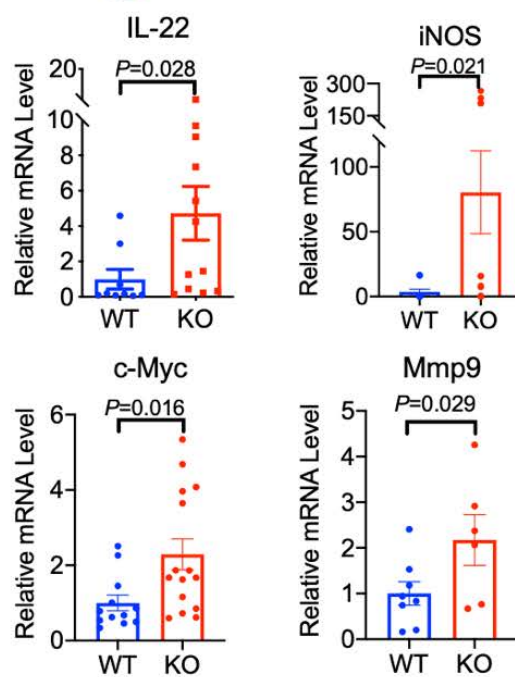 IL-22
Relative mRNA Level
20
10
8
6
4
2
0
P=0.028
WT KO
iNOS
Relative mRNA Level
300
150
100
50
0
P=0.021
WT KO
c-Myc
Relative mRNA Level
6
4
2
0
P=0.016
WT KO
Mmp9
Relative mRNA Level
5
4
3
2
1
0
P=0.029
WT KO